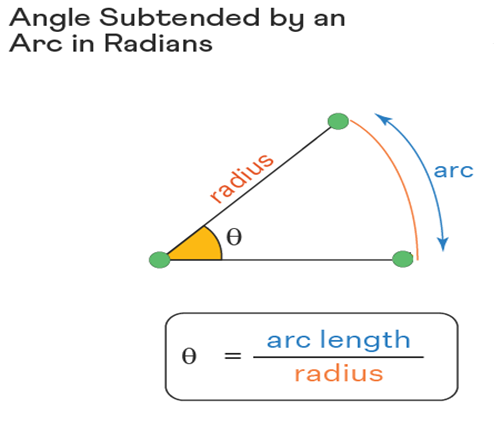 Angle Subtended by an
Arc in Radians
radius
arc
θ
θ = arc length
radius